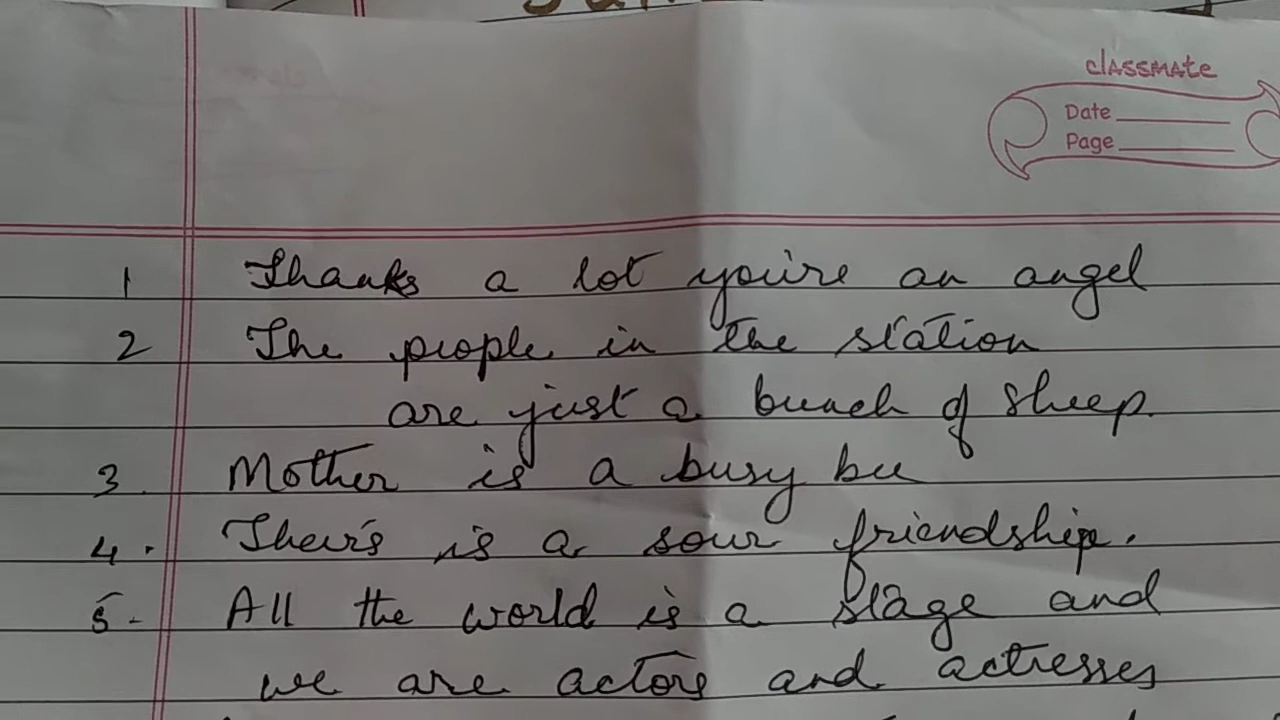 classmate
Date
Page
1 Thanks a lot you're an angel
2 The people in the station
are just a bunch of sheep.
3. Mother is a busy bee
4. Their's is a sour friendship.
5. All the world is a stage and
we are actors and actresses